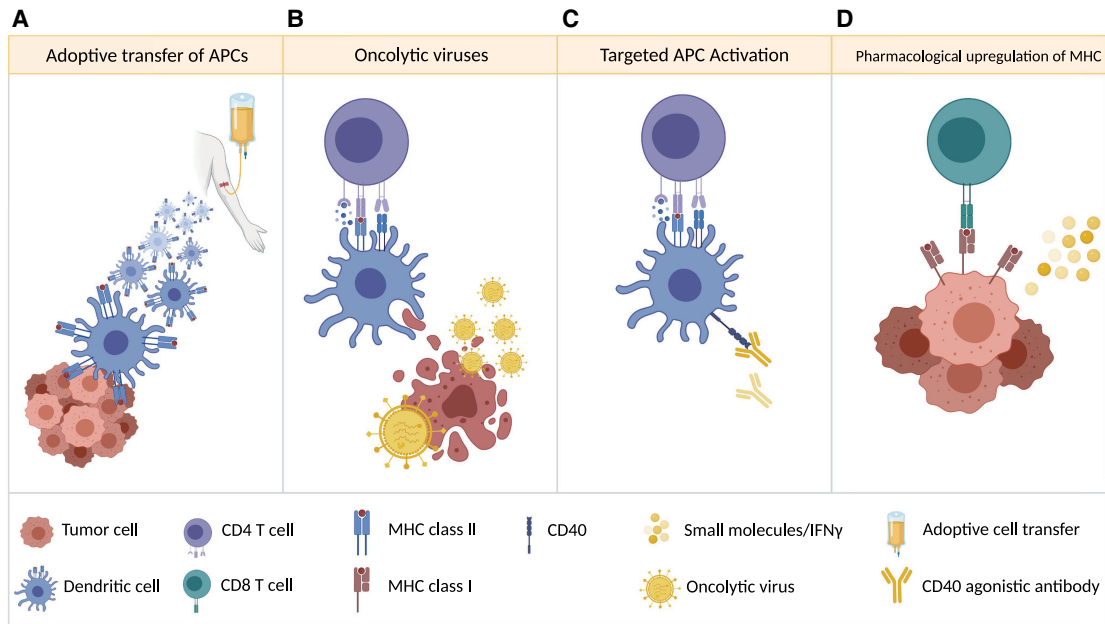 A
B
C
D
Adoptive transfer of APCs
Oncolytic viruses
Targeted APC Activation
Pharmacological upregulation of MHC
Tumor cell
CD4 T cell
MHC class II
CD40
Small molecules/IFNγ
Adoptive cell transfer
Dendritic cell
CD8 T cell
MHC class I
Oncolytic virus
CD40 agonistic antibody